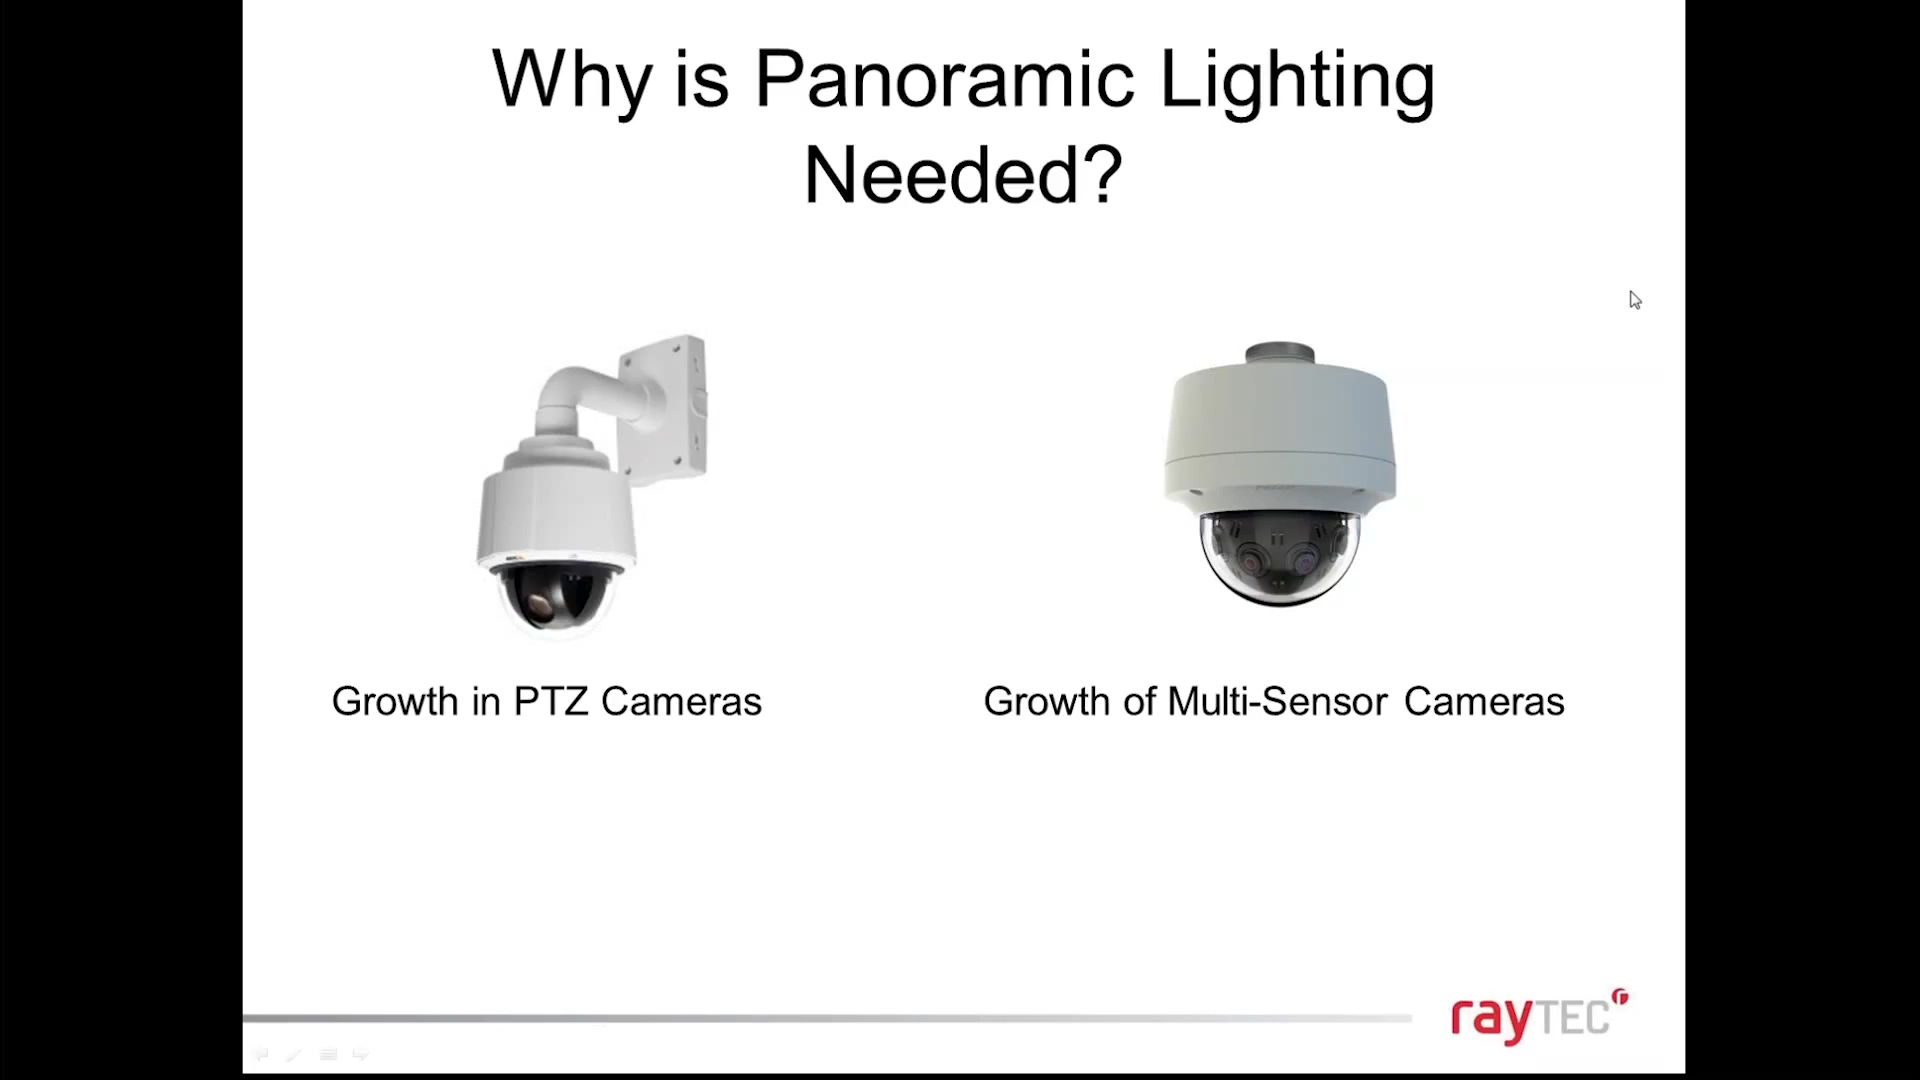 Why is Panoramic Lighting
Needed?
Growth in PTZ Cameras
Growth of Multi-Sensor Cameras
rayTEC